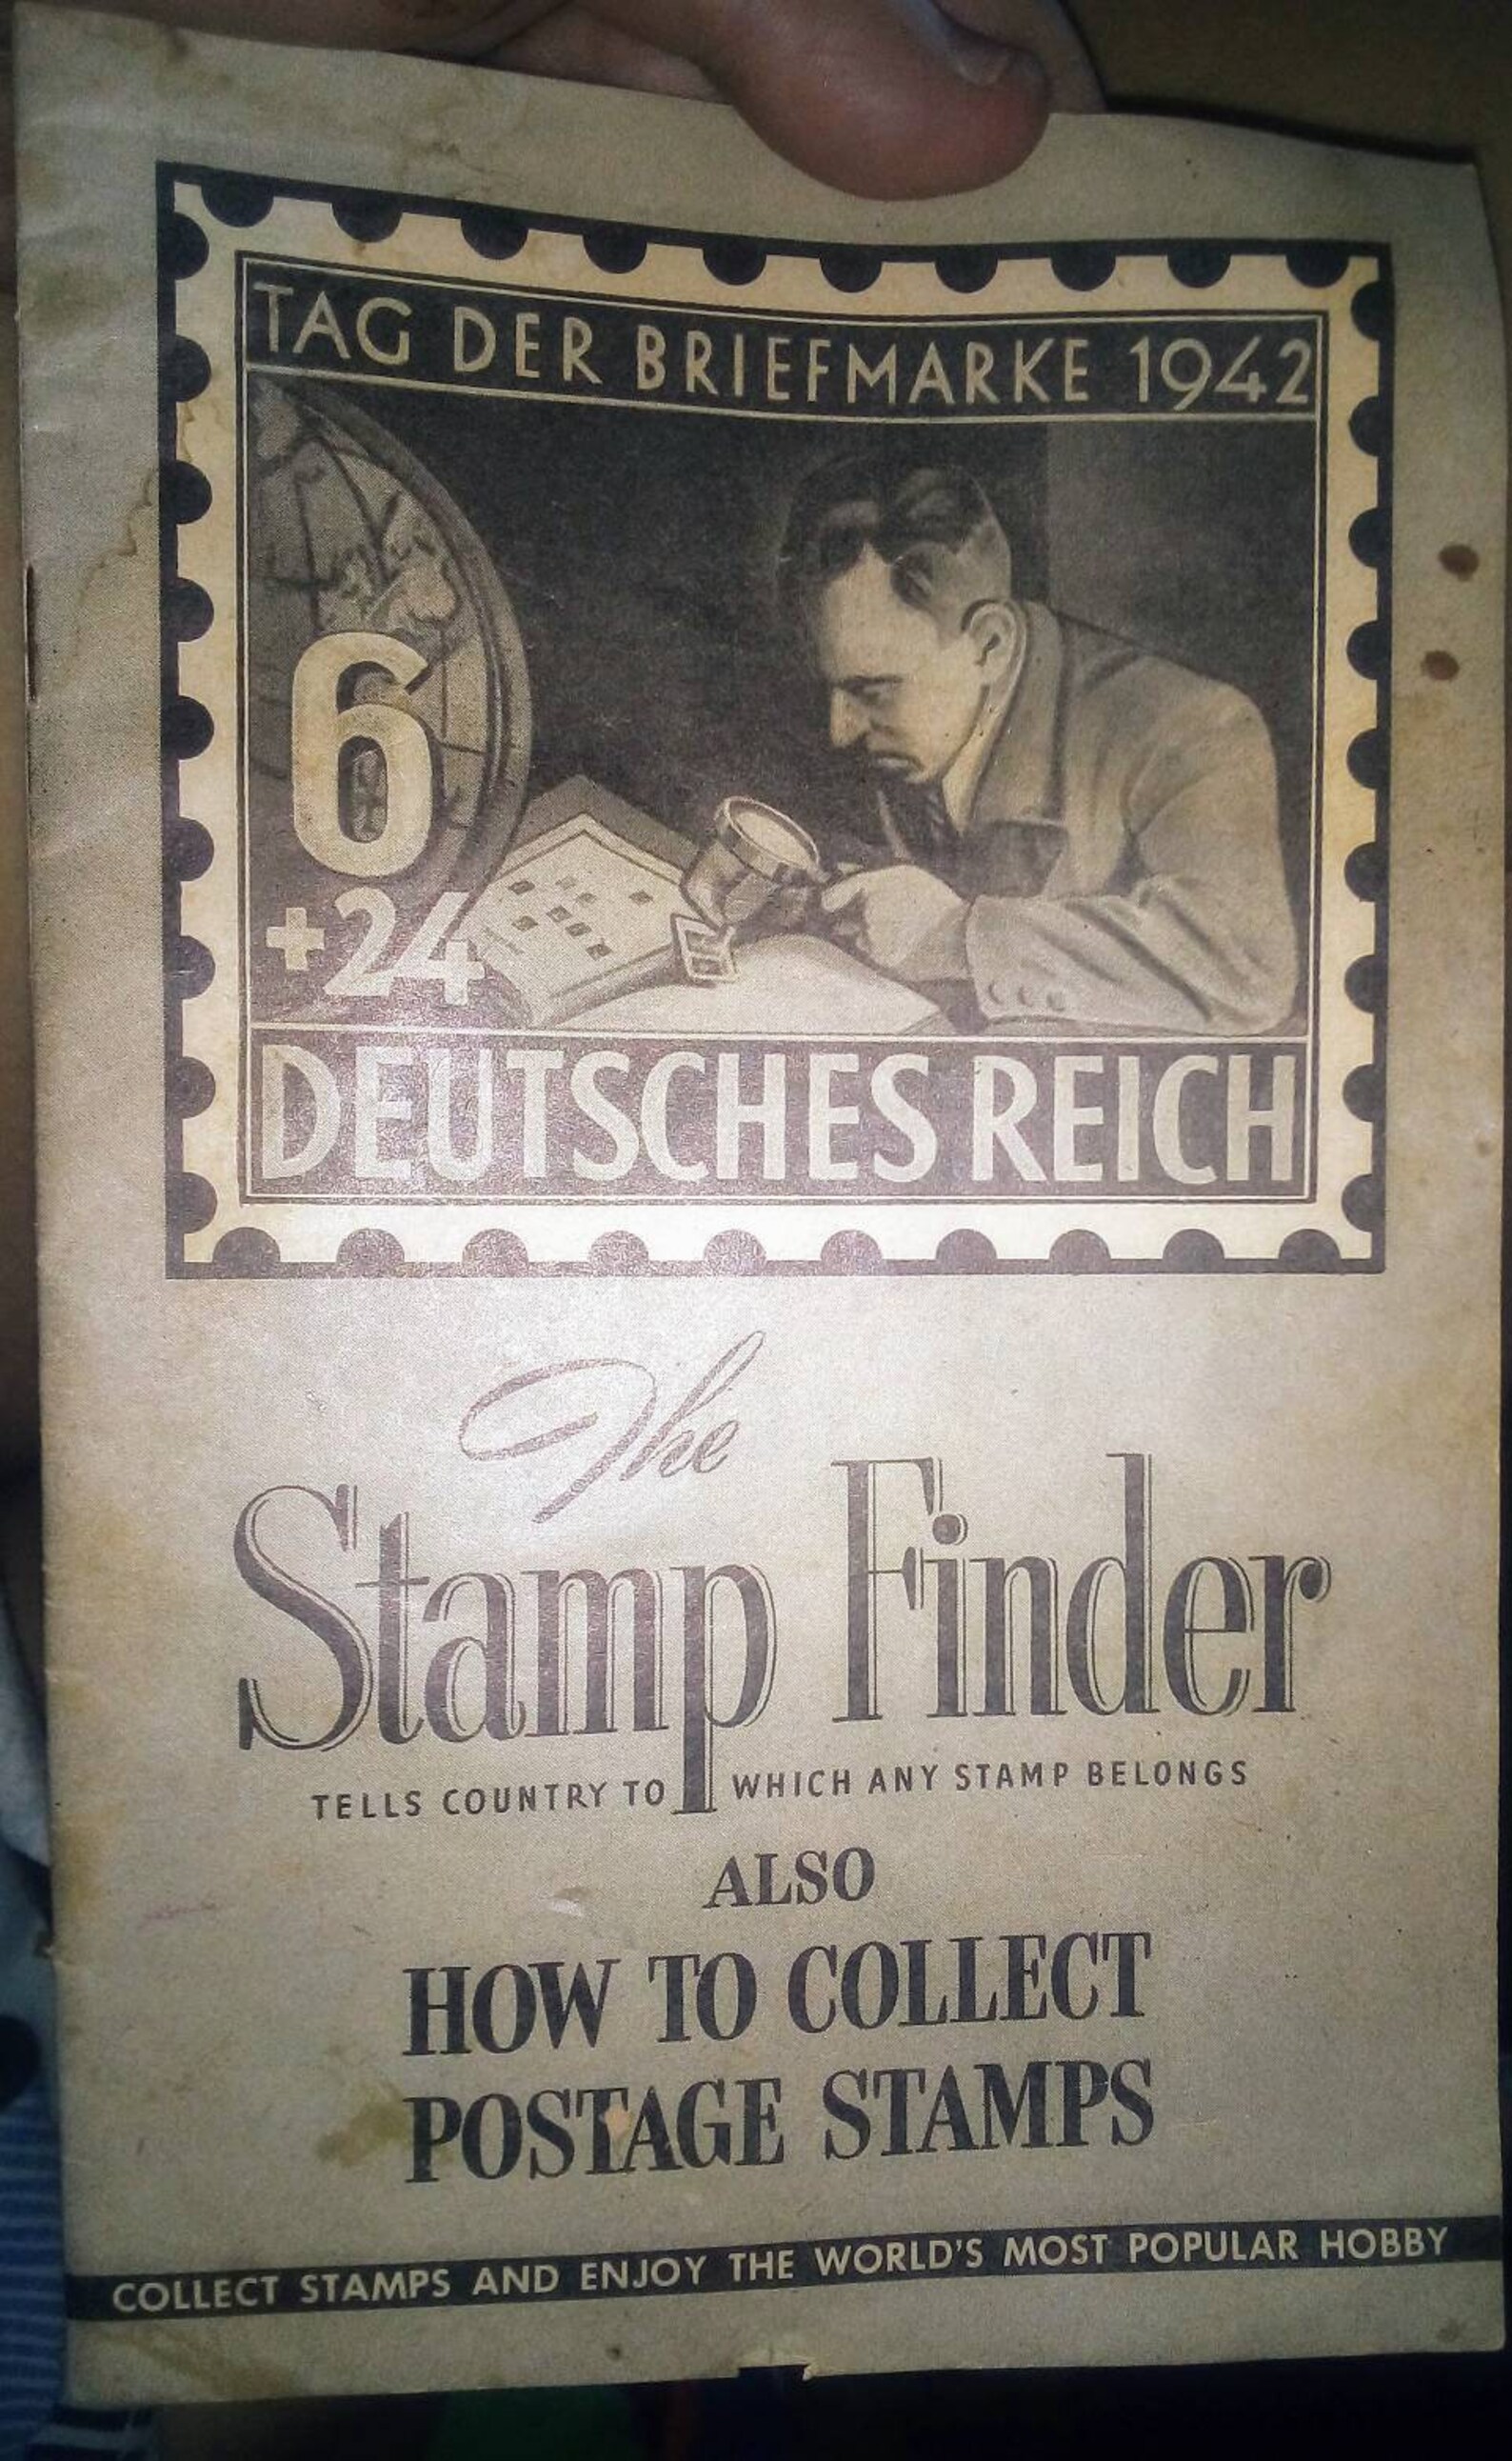 TAG DER BRIEFMARKE 1942
6
+24
DEUTSCHES REICH
The
Stamp Finder
TELLS COUNTRY TO WHICH ANY STAMP BELONGS
ALSO
HOW TO COLLECT
POSTAGE STAMPS
COLLECT STAMPS AND ENJOY THE WORLD'S MOST POPULAR HOBBY